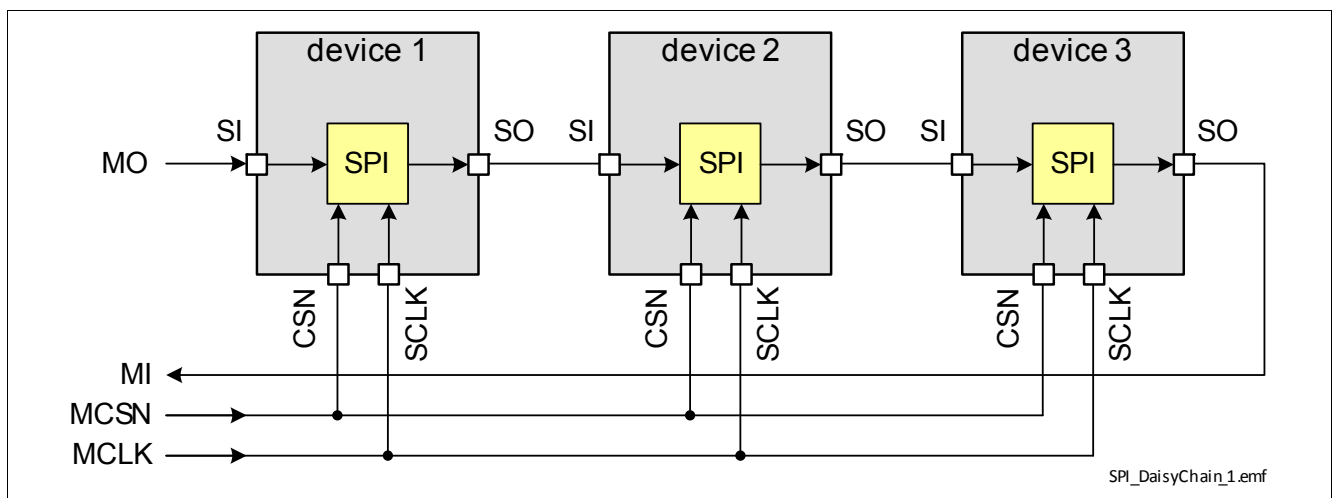 device 1
device 2
device 3
SI
SO
SI
SO
SI
SO
MO
SPI
SPI
SPI
CSN
SCLK
CSN
SCLK
CSN
SCLK
MI
MCSN
MCLK
SPI_DaisyChain_1.emf